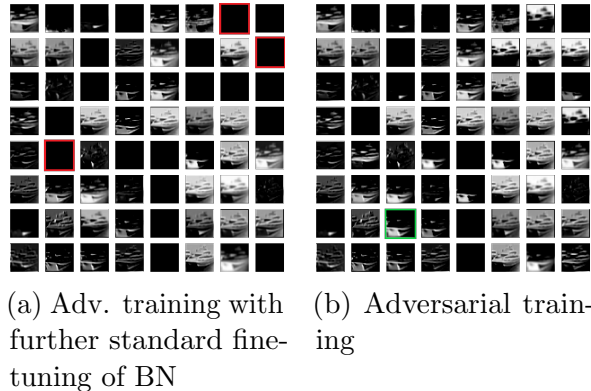 (a) Adv. training with
further standard fine-
tuning of BN
(b) Adversarial train-
ing